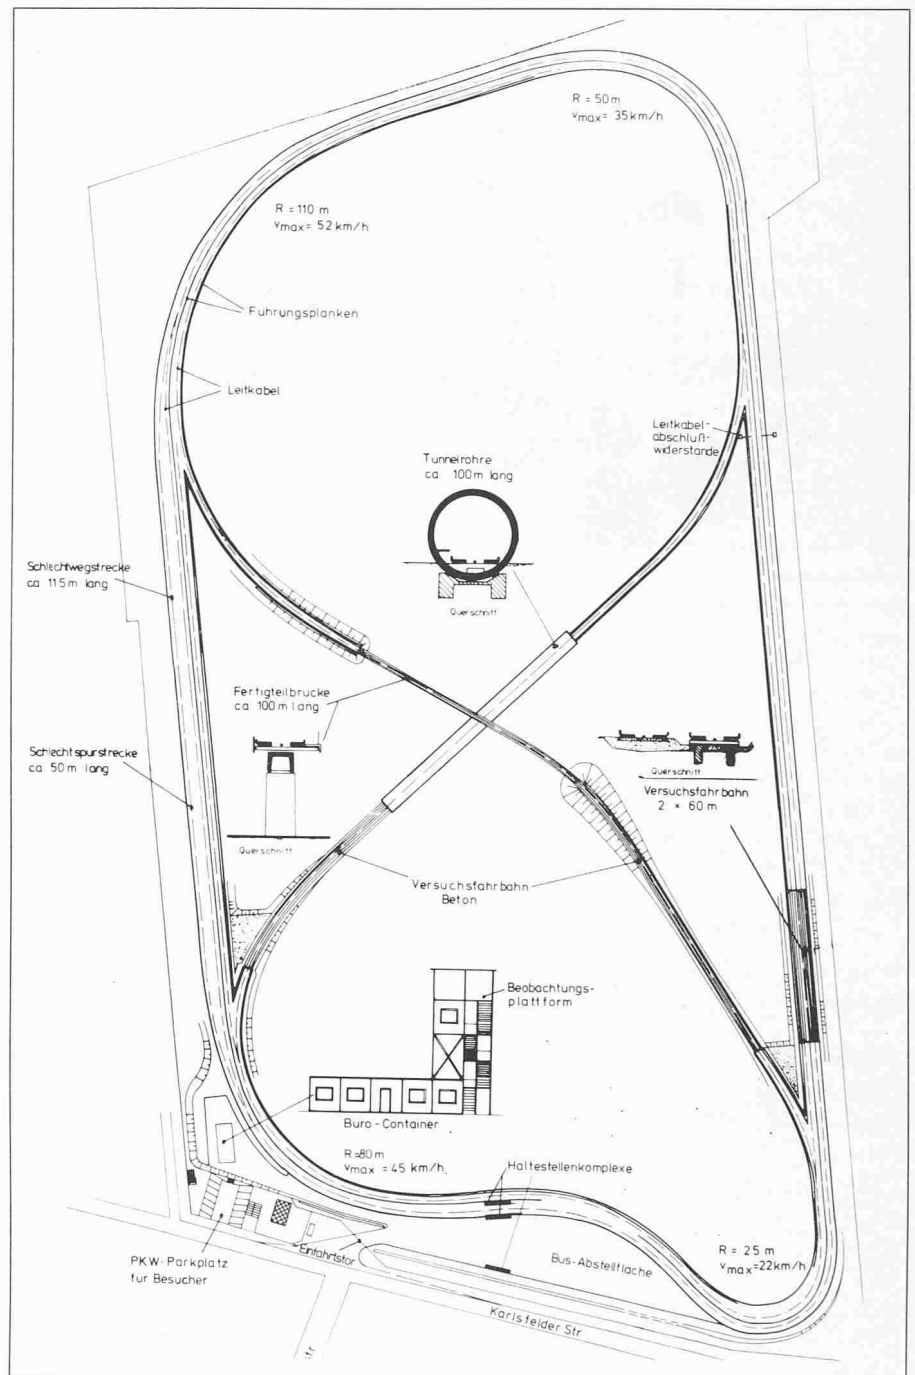 R = 50 m
vmax = 35 km/h
R = 110 m
vmax = 52 km/h
Führungsplanken
Leitkabel
Leitkabel-
abschluß-
widerstände
Tunnelröhre
ca 100 m lang
Querschnitt
Schlechtwegstrecke
ca 115 m lang
Fertigteilbrücke
ca 100 m lang
Querschnitt
Schlechtspurstrecke
ca 50 m lang
Querschnitt
Versuchsfahrbahn
2 × 60 m
Versuchsfahrbahn
Beton
Beobachtungs-
plattform
Büro-Container
R = 80 m
vmax = 45 km/h
Haltestellenkomplexe
PKW-Parkplatz
für Besucher
Einfahrtstor
Bus-Abstellfläche
R = 25 m
vmax = 22 km/h
Karlsfelder Str
str